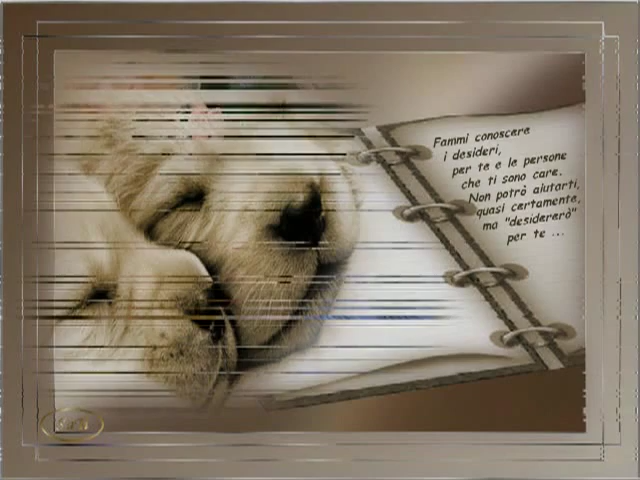 Fammi conoscere
i desideri,
per te e le persone
che ti sono care.
Non potrò aiutarti,
quasi certamente,
ma "desidererò"
per te ...